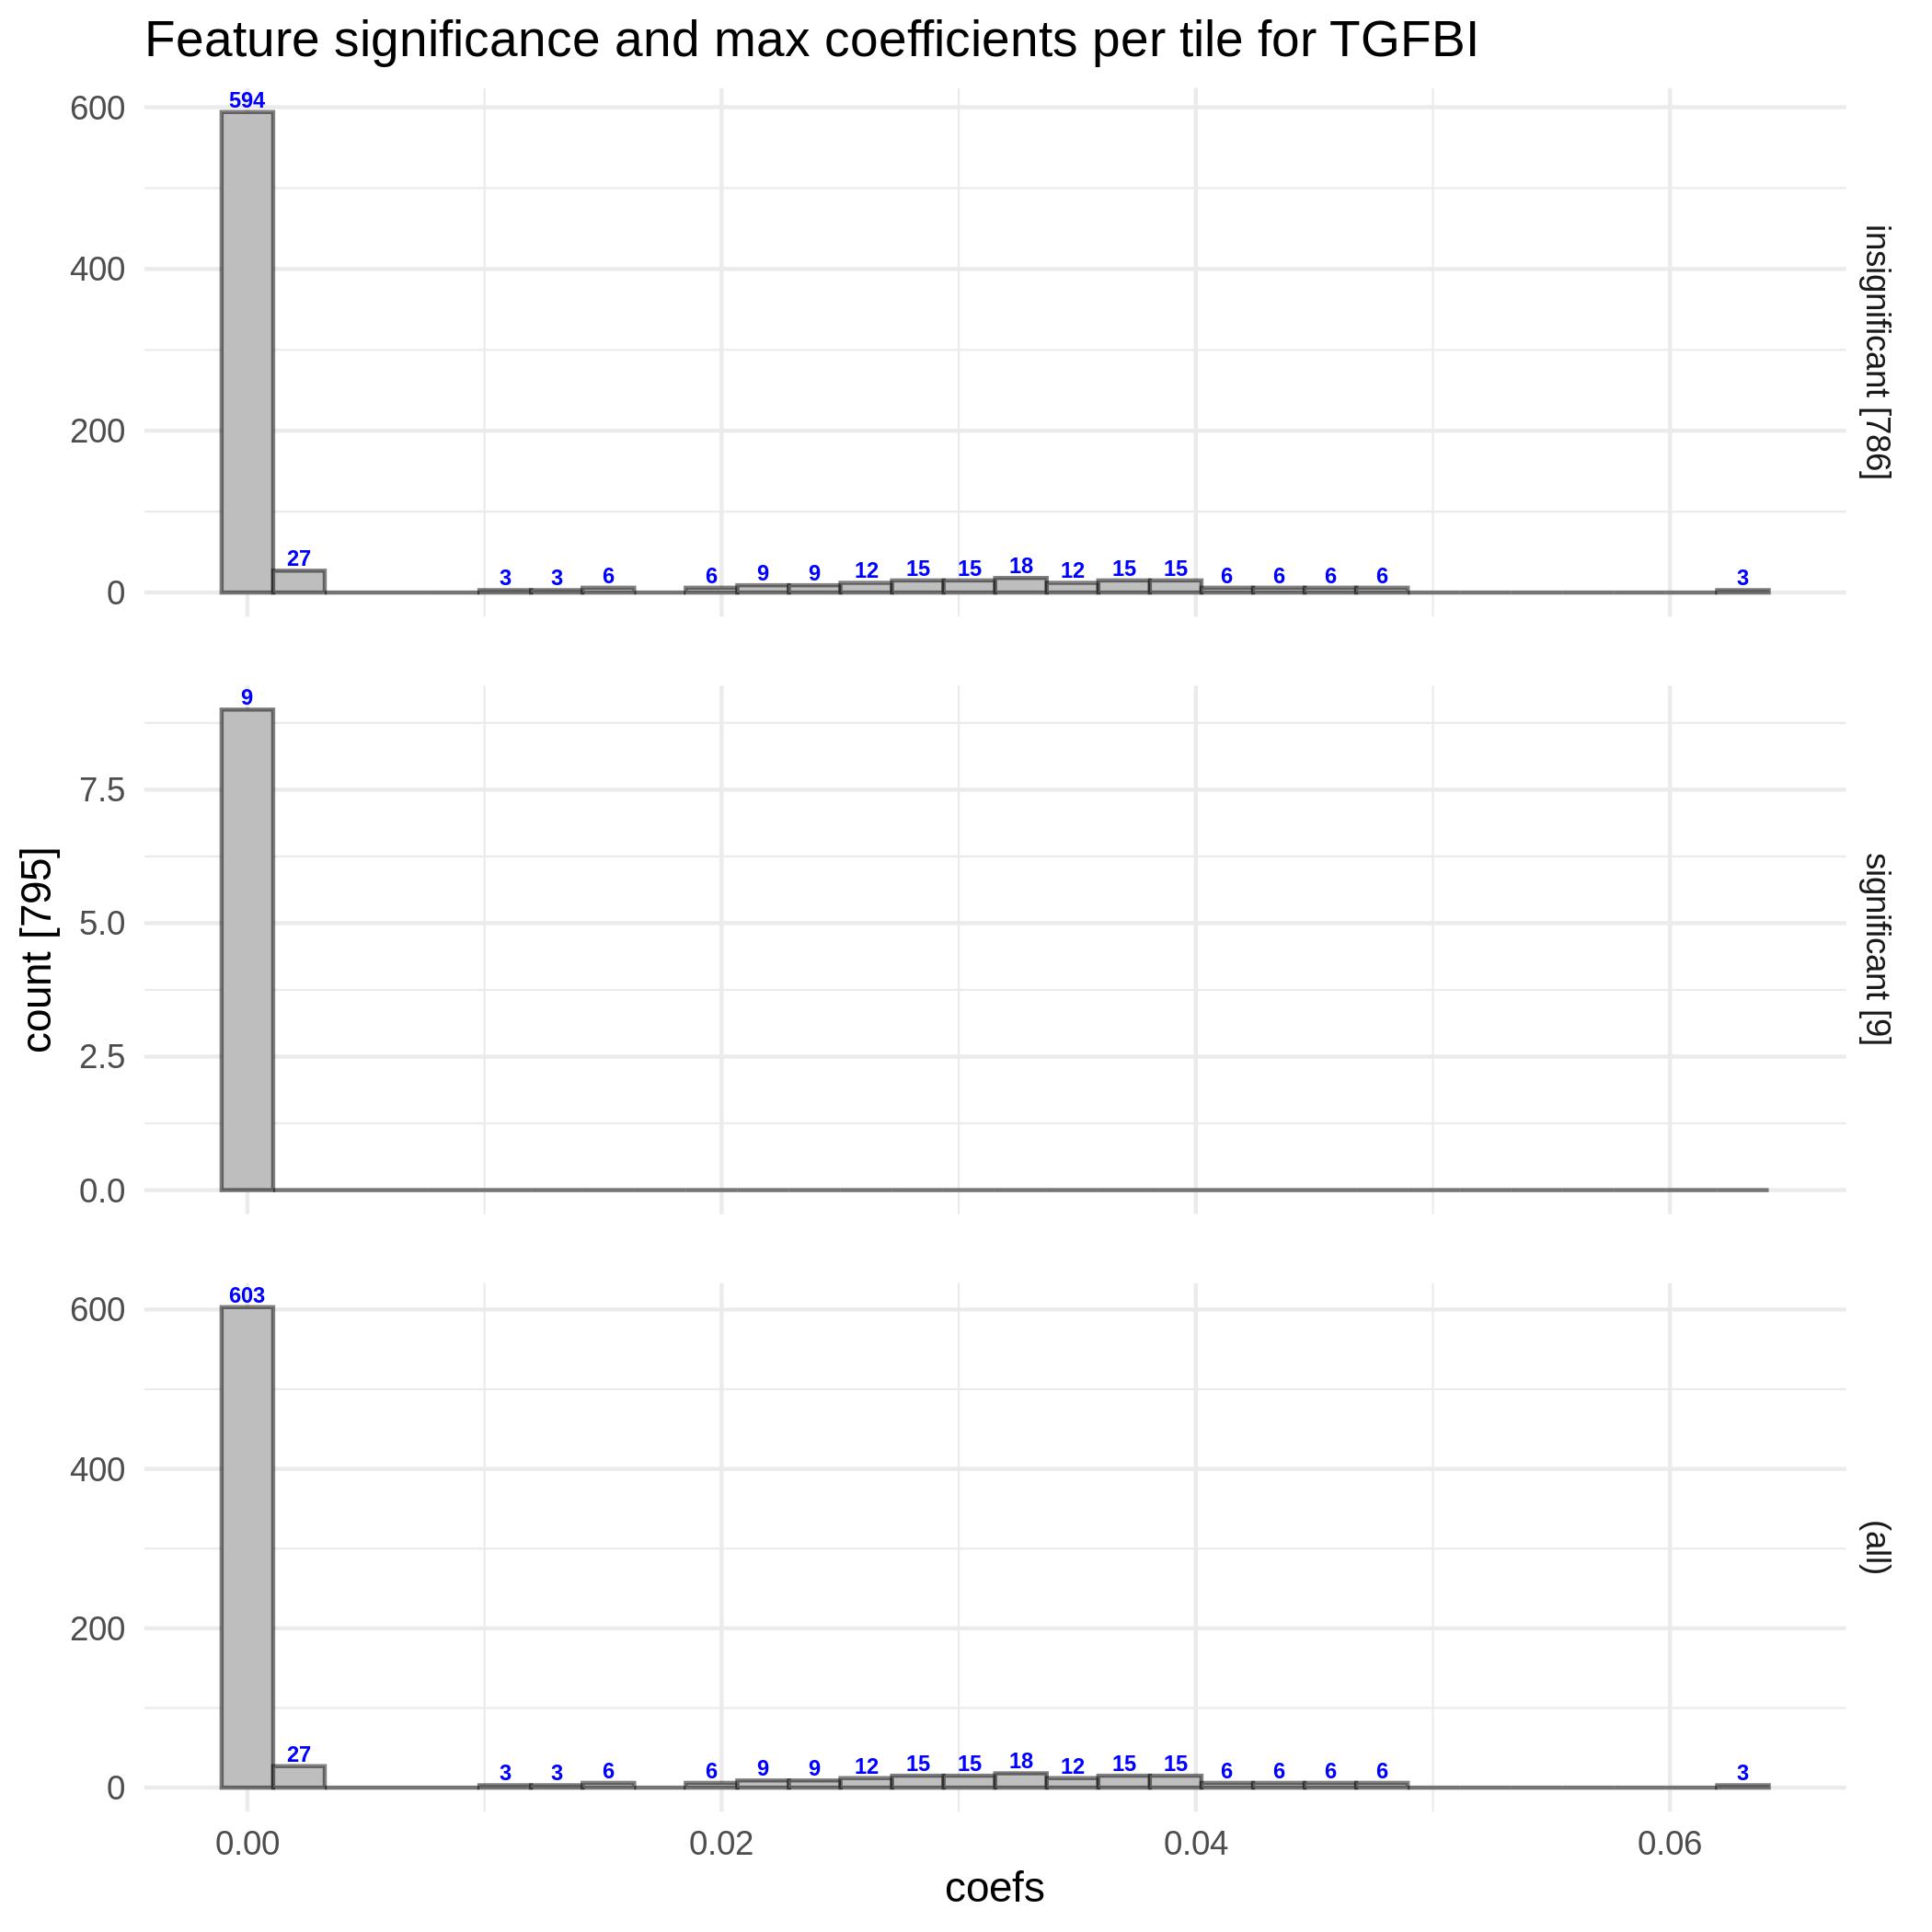 Feature significance and max coefficients per tile for TGFBI
600
400
200
0
594
27
3 3 6 6 9 9 12 15 15 18 12 15 15 6 6 6 6 3
insignificant [786]
count [795]
7.5
5.0
2.5
0.0
9
significant [9]
600
400
200
0
603
27
3 3 6 6 9 9 12 15 15 18 12 15 15 6 6 6 6 3
(all)
0.00 0.02 0.04 0.06
coefs